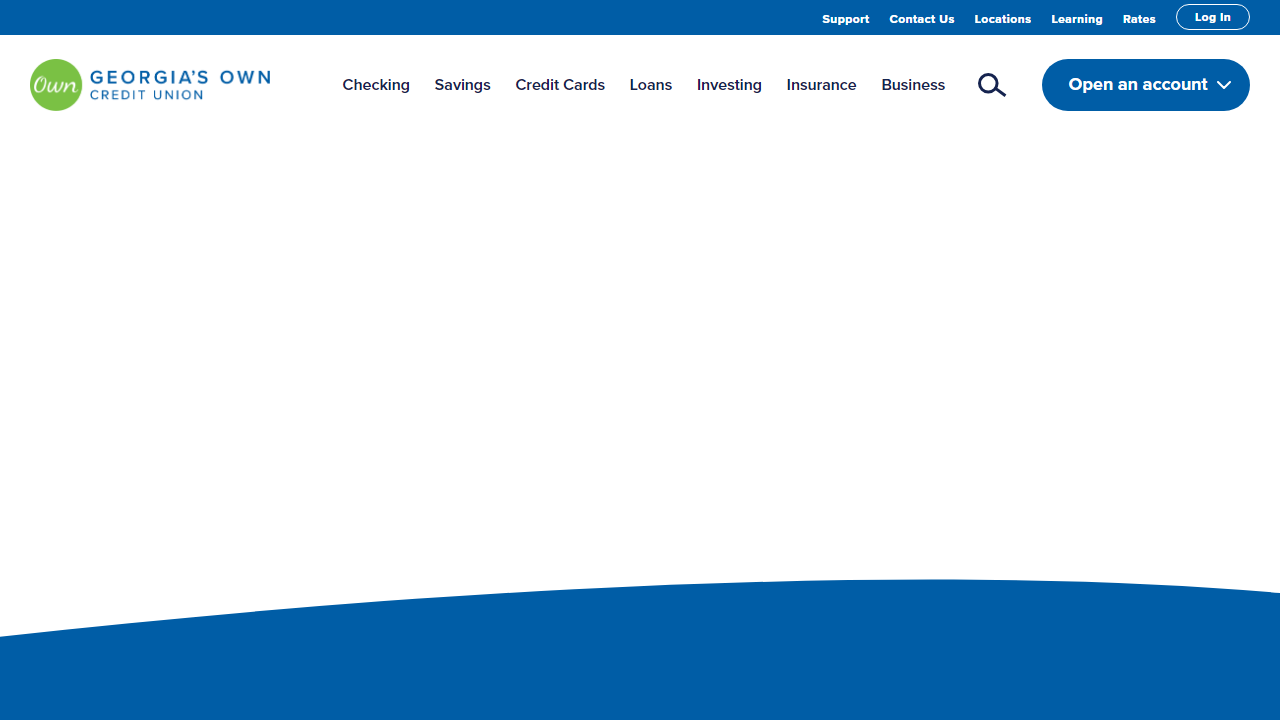 Support Contact Us Locations Learning Rates Log In
Own GEORGIA'S OWN
CREDIT UNION
Checking Savings Credit Cards Loans Investing Insurance Business Open an account